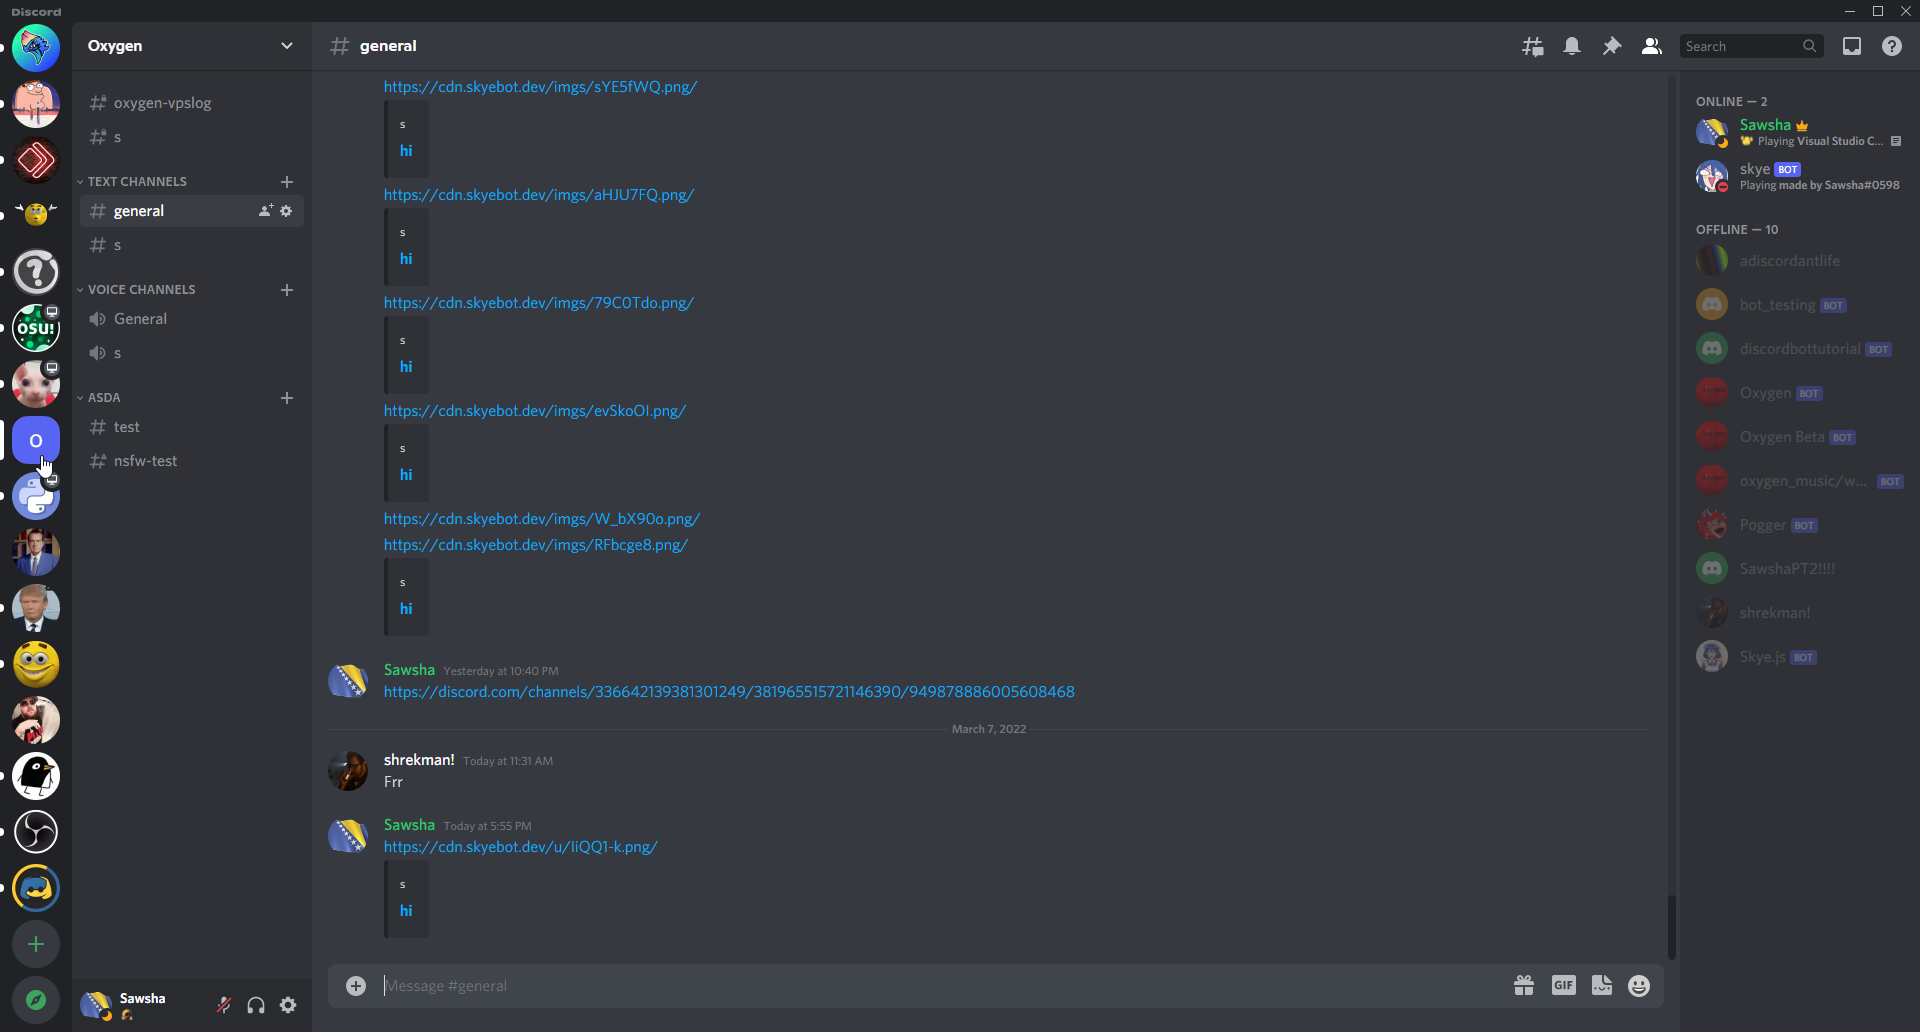 Discord
Oxygen
oxygen-vpslog
s
TEXT CHANNELS
general
s
VOICE CHANNELS
General
s
ASDA
test
nsfw-test
OSU!
O
Sawsha
general
Search
https://cdn.skyebot.dev/imgs/sYE5fWQ.png/
s
hi
https://cdn.skyebot.dev/imgs/aHJU7FQ.png/
s
hi
https://cdn.skyebot.dev/imgs/79C0Tdo.png/
s
hi
https://cdn.skyebot.dev/imgs/evSkoOI.png/
s
hi
https://cdn.skyebot.dev/imgs/W_bX90o.png/
https://cdn.skyebot.dev/imgs/RFbcge8.png/
s
hi
Sawsha Yesterday at 10:40 PM
https://discord.com/channels/336642139381301249/381965515721146390/949878886005608468
March 7, 2022
shrekman! Today at 11:31 AM
Frr
Sawsha Today at 5:55 PM
https://cdn.skyebot.dev/u/IiQQ1-k.png/
s
hi
Message #general
GIF
ONLINE — 2
Sawsha
Playing Visual Studio C...
skye BOT
Playing made by Sawsha#0598
OFFLINE — 10
adiscordantlife
bot_testing BOT
discordbottutorial BOT
Oxygen BOT
Oxygen Beta BOT
oxygen_music/w... BOT
Pogger BOT
SawshaPT2!!!!
shrekman!
Skye.js BOT